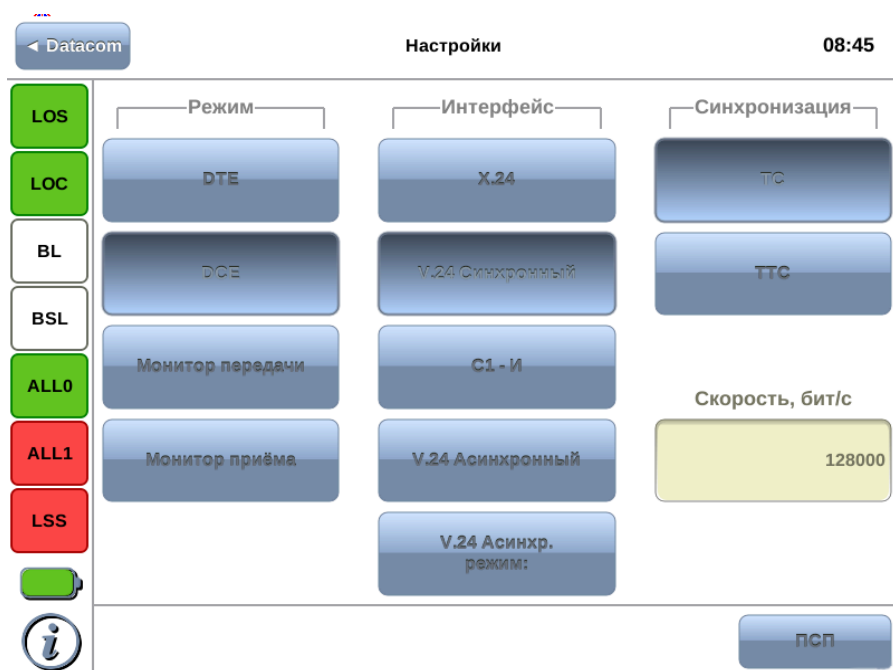 ◄ Datacom
Настройки
08:45
LOS
LOC
BL
BSL
ALL0
ALL1
LSS
Режим
DTE
DCE
Монитор передачи
Монитор приёма
Интерфейс
X.24
V.24 Синхронный
С1 - И
V.24 Асинхронный
V.24 Асинхр.
режим:
Синхронизация
TC
TTC
Скорость, бит/с
128000
ПСП
i